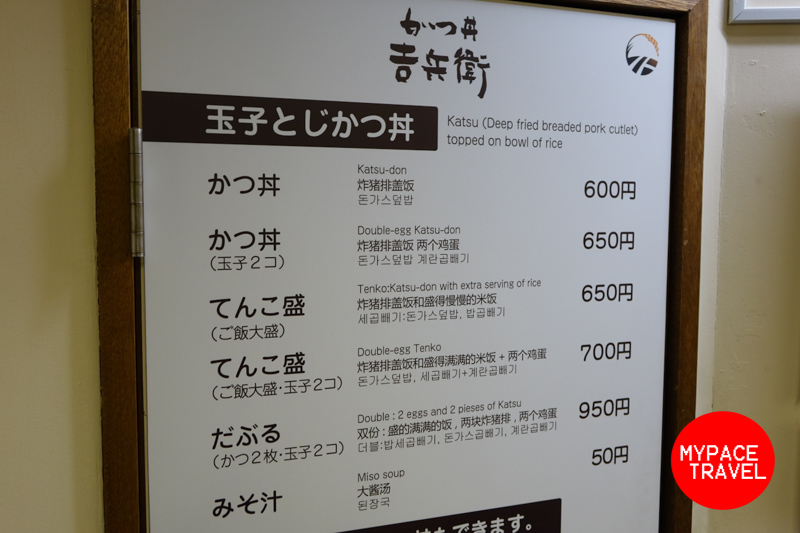 かつ丼
吉兵衛
玉子とじかつ丼
Katsu (Deep fried breaded pork cutlet)
topped on bowl of rice
かつ丼
Katsu-don
炸猪排盖饭
돈가스덮밥
600円
かつ丼
(玉子2コ)
Double-egg Katsu-don
炸猪排盖饭 两个鸡蛋
돈가스덮밥 계란곱빼기
650円
てんこ盛
(ご飯大盛)
Tenko:Katsu-don with extra serving of rice
炸猪排盖饭和盛得慢慢的米饭
세곱빼기:돈가스덮밥, 밥곱빼기
650円
てんこ盛
(ご飯大盛・玉子2コ)
Double-egg Tenko
炸猪排盖饭和盛得满满的米饭 + 两个鸡蛋
돈가스덮밥, 세곱빼기+계란곱빼기
700円
だぶる
(かつ2枚・玉子2コ)
Double : 2 eggs and 2 pieses of Katsu
双份 : 盛的满满的饭 , 两块炸猪排 , 两个鸡蛋
더블:밥세곱빼기, 돈가스곱빼기, 계란곱빼기
950円
みそ汁
Miso soup
大酱汤
된장국
50円
できます。
MYPACE
TRAVEL